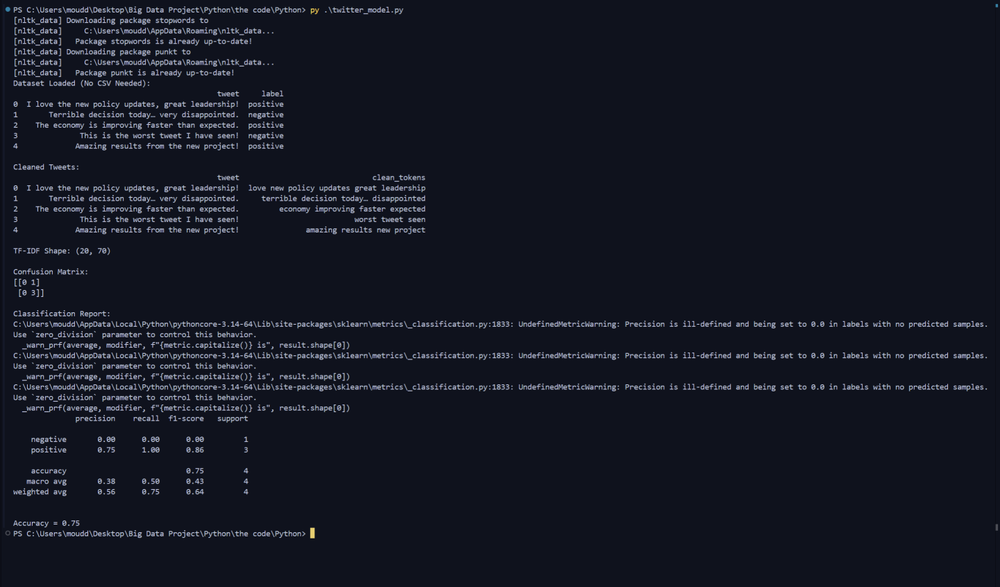 PS C:\Users\moudd\Desktop\Big Data Project\Python\the code\Python> py .\twitter_model.py
[nltk_data] Downloading package stopwords to
[nltk_data]     C:\Users\moudd\AppData\Roaming\nltk_data...
[nltk_data]   Package stopwords is already up-to-date!
[nltk_data] Downloading package punkt to
[nltk_data]     C:\Users\moudd\AppData\Roaming\nltk_data...
[nltk_data]   Package punkt is already up-to-date!
Dataset Loaded (No CSV Needed):
                                              tweet     label
0  I love the new policy updates, great leadership!  positive
1       Terrible decision today… very disappointed.  negative
2    The economy is improving faster than expected.  positive
3              This is the worst tweet I have seen!  negative
4             Amazing results from the new project!  positive

Cleaned Tweets:
                                              tweet                              clean_tokens
0  I love the new policy updates, great leadership!  love new policy updates great leadership
1       Terrible decision today… very disappointed.     terrible decision today… disappointed
2    The economy is improving faster than expected.         economy improving faster expected
3              This is the worst tweet I have seen!                          worst tweet seen
4             Amazing results from the new project!               amazing results new project

TF-IDF Shape: (20, 70)

Confusion Matrix:
[[0 1]
 [0 3]]

Classification Report:
C:\Users\moudd\AppData\Local\Python\pythoncore-3.14-64\Lib\site-packages\sklearn\metrics\_classification.py:1833: UndefinedMetricWarning: Precision is ill-defined and being set to 0.0 in labels with no predicted samples.
Use `zero_division` parameter to control this behavior.
  _warn_prf(average, modifier, f"{metric.capitalize()} is", result.shape[0])
C:\Users\moudd\AppData\Local\Python\pythoncore-3.14-64\Lib\site-packages\sklearn\metrics\_classification.py:1833: UndefinedMetricWarning: Precision is ill-defined and being set to 0.0 in labels with no predicted samples.
Use `zero_division` parameter to control this behavior.
  _warn_prf(average, modifier, f"{metric.capitalize()} is", result.shape[0])
C:\Users\moudd\AppData\Local\Python\pythoncore-3.14-64\Lib\site-packages\sklearn\metrics\_classification.py:1833: UndefinedMetricWarning: Precision is ill-defined and being set to 0.0 in labels with no predicted samples.
Use `zero_division` parameter to control this behavior.
  _warn_prf(average, modifier, f"{metric.capitalize()} is", result.shape[0])
              precision    recall  f1-score   support

    negative       0.00      0.00      0.00         1
    positive       0.75      1.00      0.86         3

    accuracy                           0.75         4
   macro avg       0.38      0.50      0.43         4
weighted avg       0.56      0.75      0.64         4


Accuracy = 0.75
PS C:\Users\moudd\Desktop\Big Data Project\Python\the code\Python>